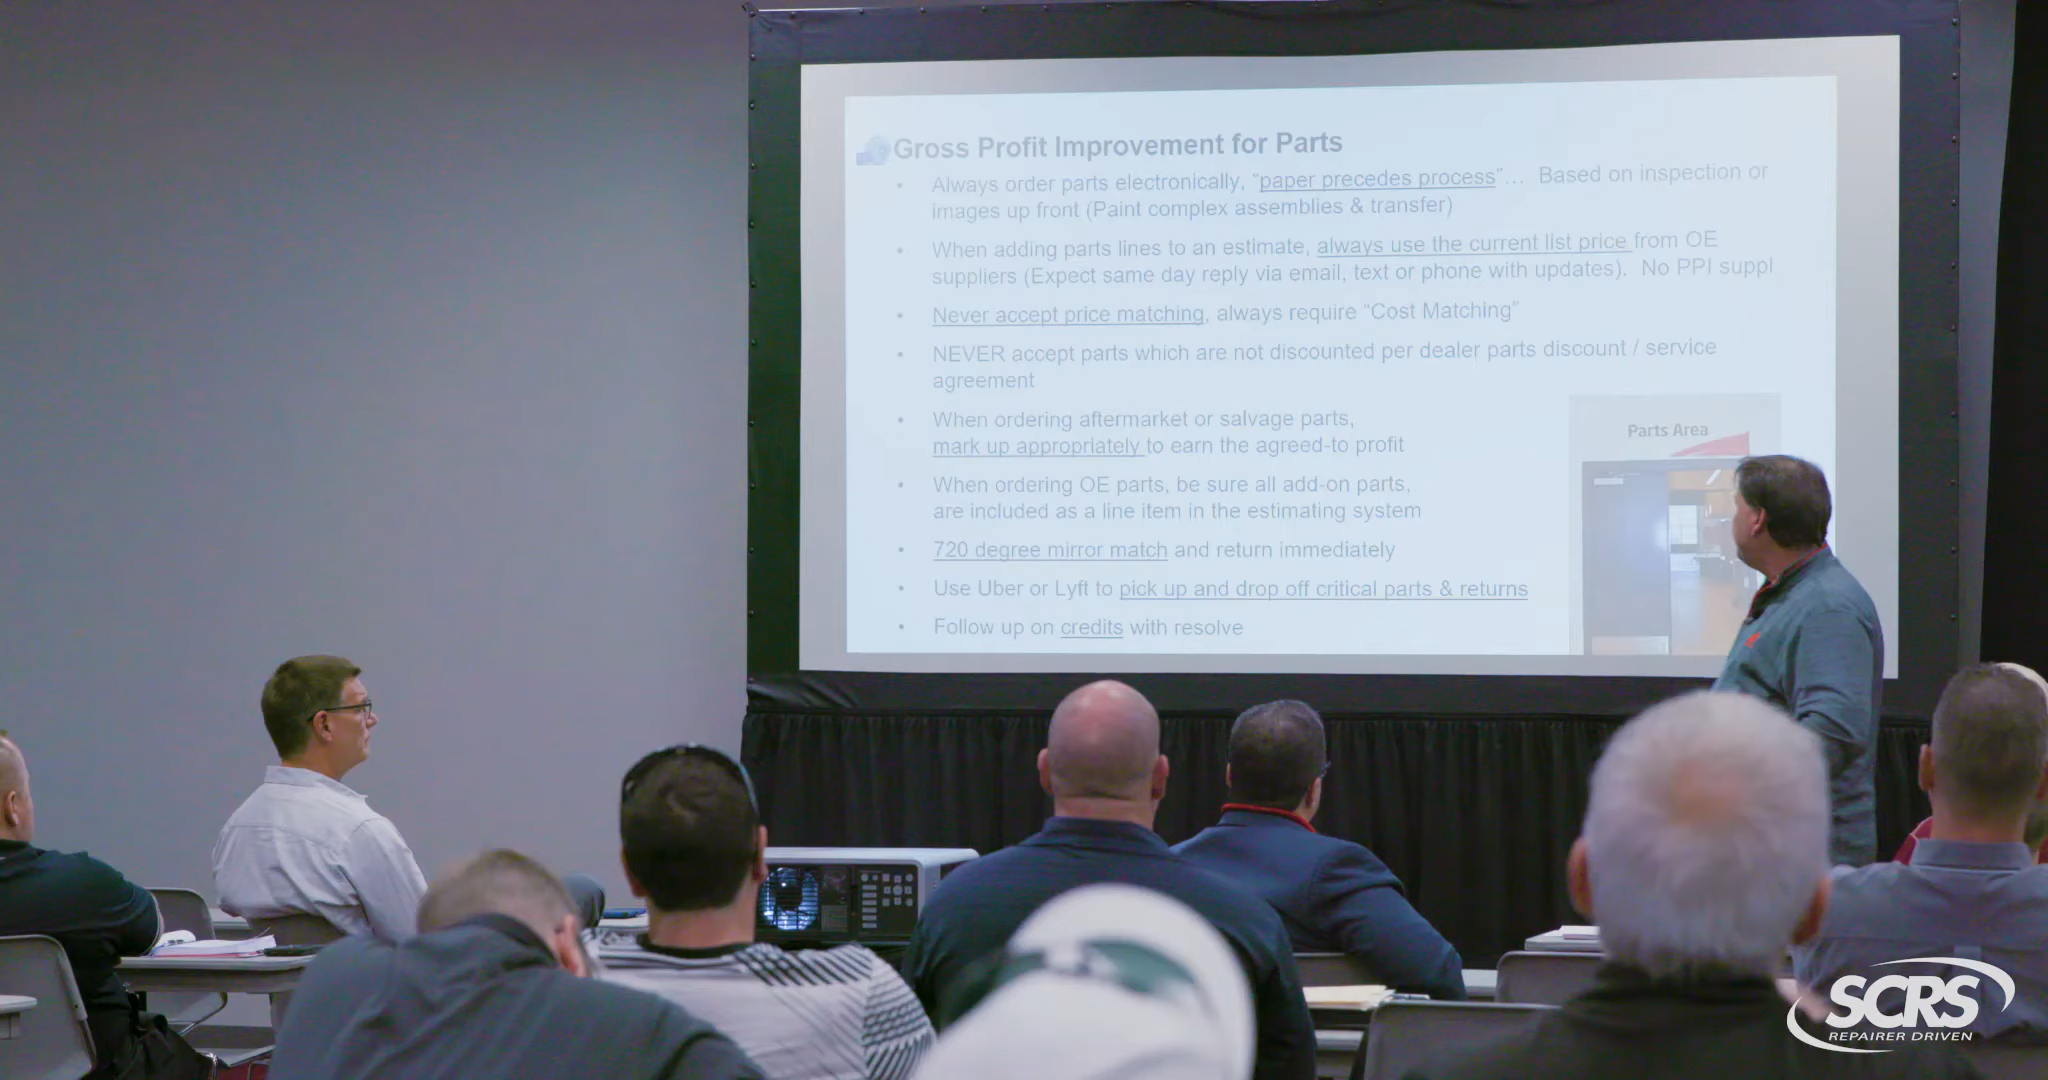 Gross Profit Improvement for Parts
• Always order parts electronically, “paper precedes process”… Based on inspection or
images up front (Paint complex assemblies & transfer)
• When adding parts lines to an estimate, always use the current list price from OE
suppliers (Expect same day reply via email, text or phone with updates). No PPI suppl
• Never accept price matching, always require “Cost Matching”
• NEVER accept parts which are not discounted per dealer parts discount / service
agreement
• When ordering aftermarket or salvage parts,
mark up appropriately to earn the agreed-to profit
• When ordering OE parts, be sure all add-on parts,
are included as a line item in the estimating system
• 720 degree mirror match and return immediately
• Use Uber or Lyft to pick up and drop off critical parts & returns
• Follow up on credits with resolve
Parts Area
SCRS
REPAIRER DRIVEN